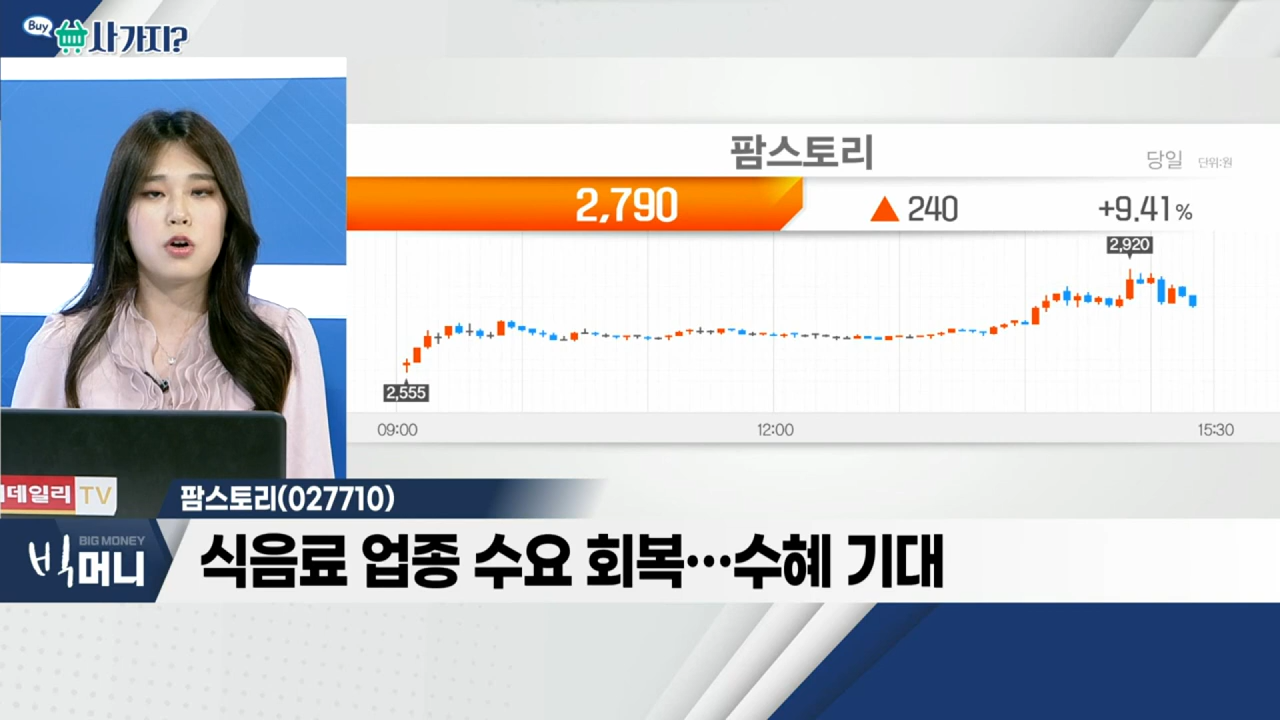 Buy 사가지?
팜스토리
당일 단위:원
2,790 ▲ 240 +9.41%
2,920
2,555
09:00 12:00 15:30
데일리 TV
팜스토리(027710)
BIG MONEY
빅머니
식음료 업종 수요 회복…수혜 기대